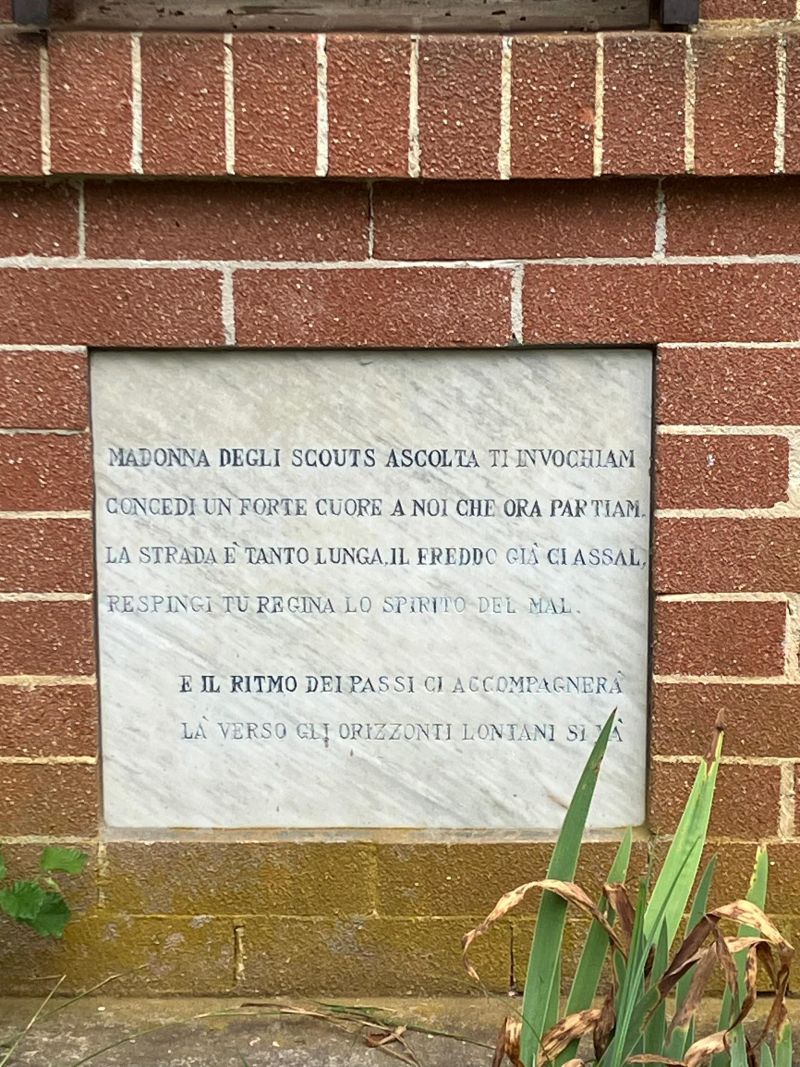 MADONNA DEGLI SCOUTS ASCOLTA TI INVOCHIAM
CONCEDI UN FORTE CUORE A NOI CHE ORA PARTIAM.
LA STRADA È TANTO LUNGA, IL FREDDO GIÀ CI ASSAL,
RESPINGI TU REGINA LO SPIRITO DEL MAL.
E IL RITMO DEI PASSI CI ACCOMPAGNERÀ
LÀ VERSO GLI ORIZZONTI LONTANI SI VÀ